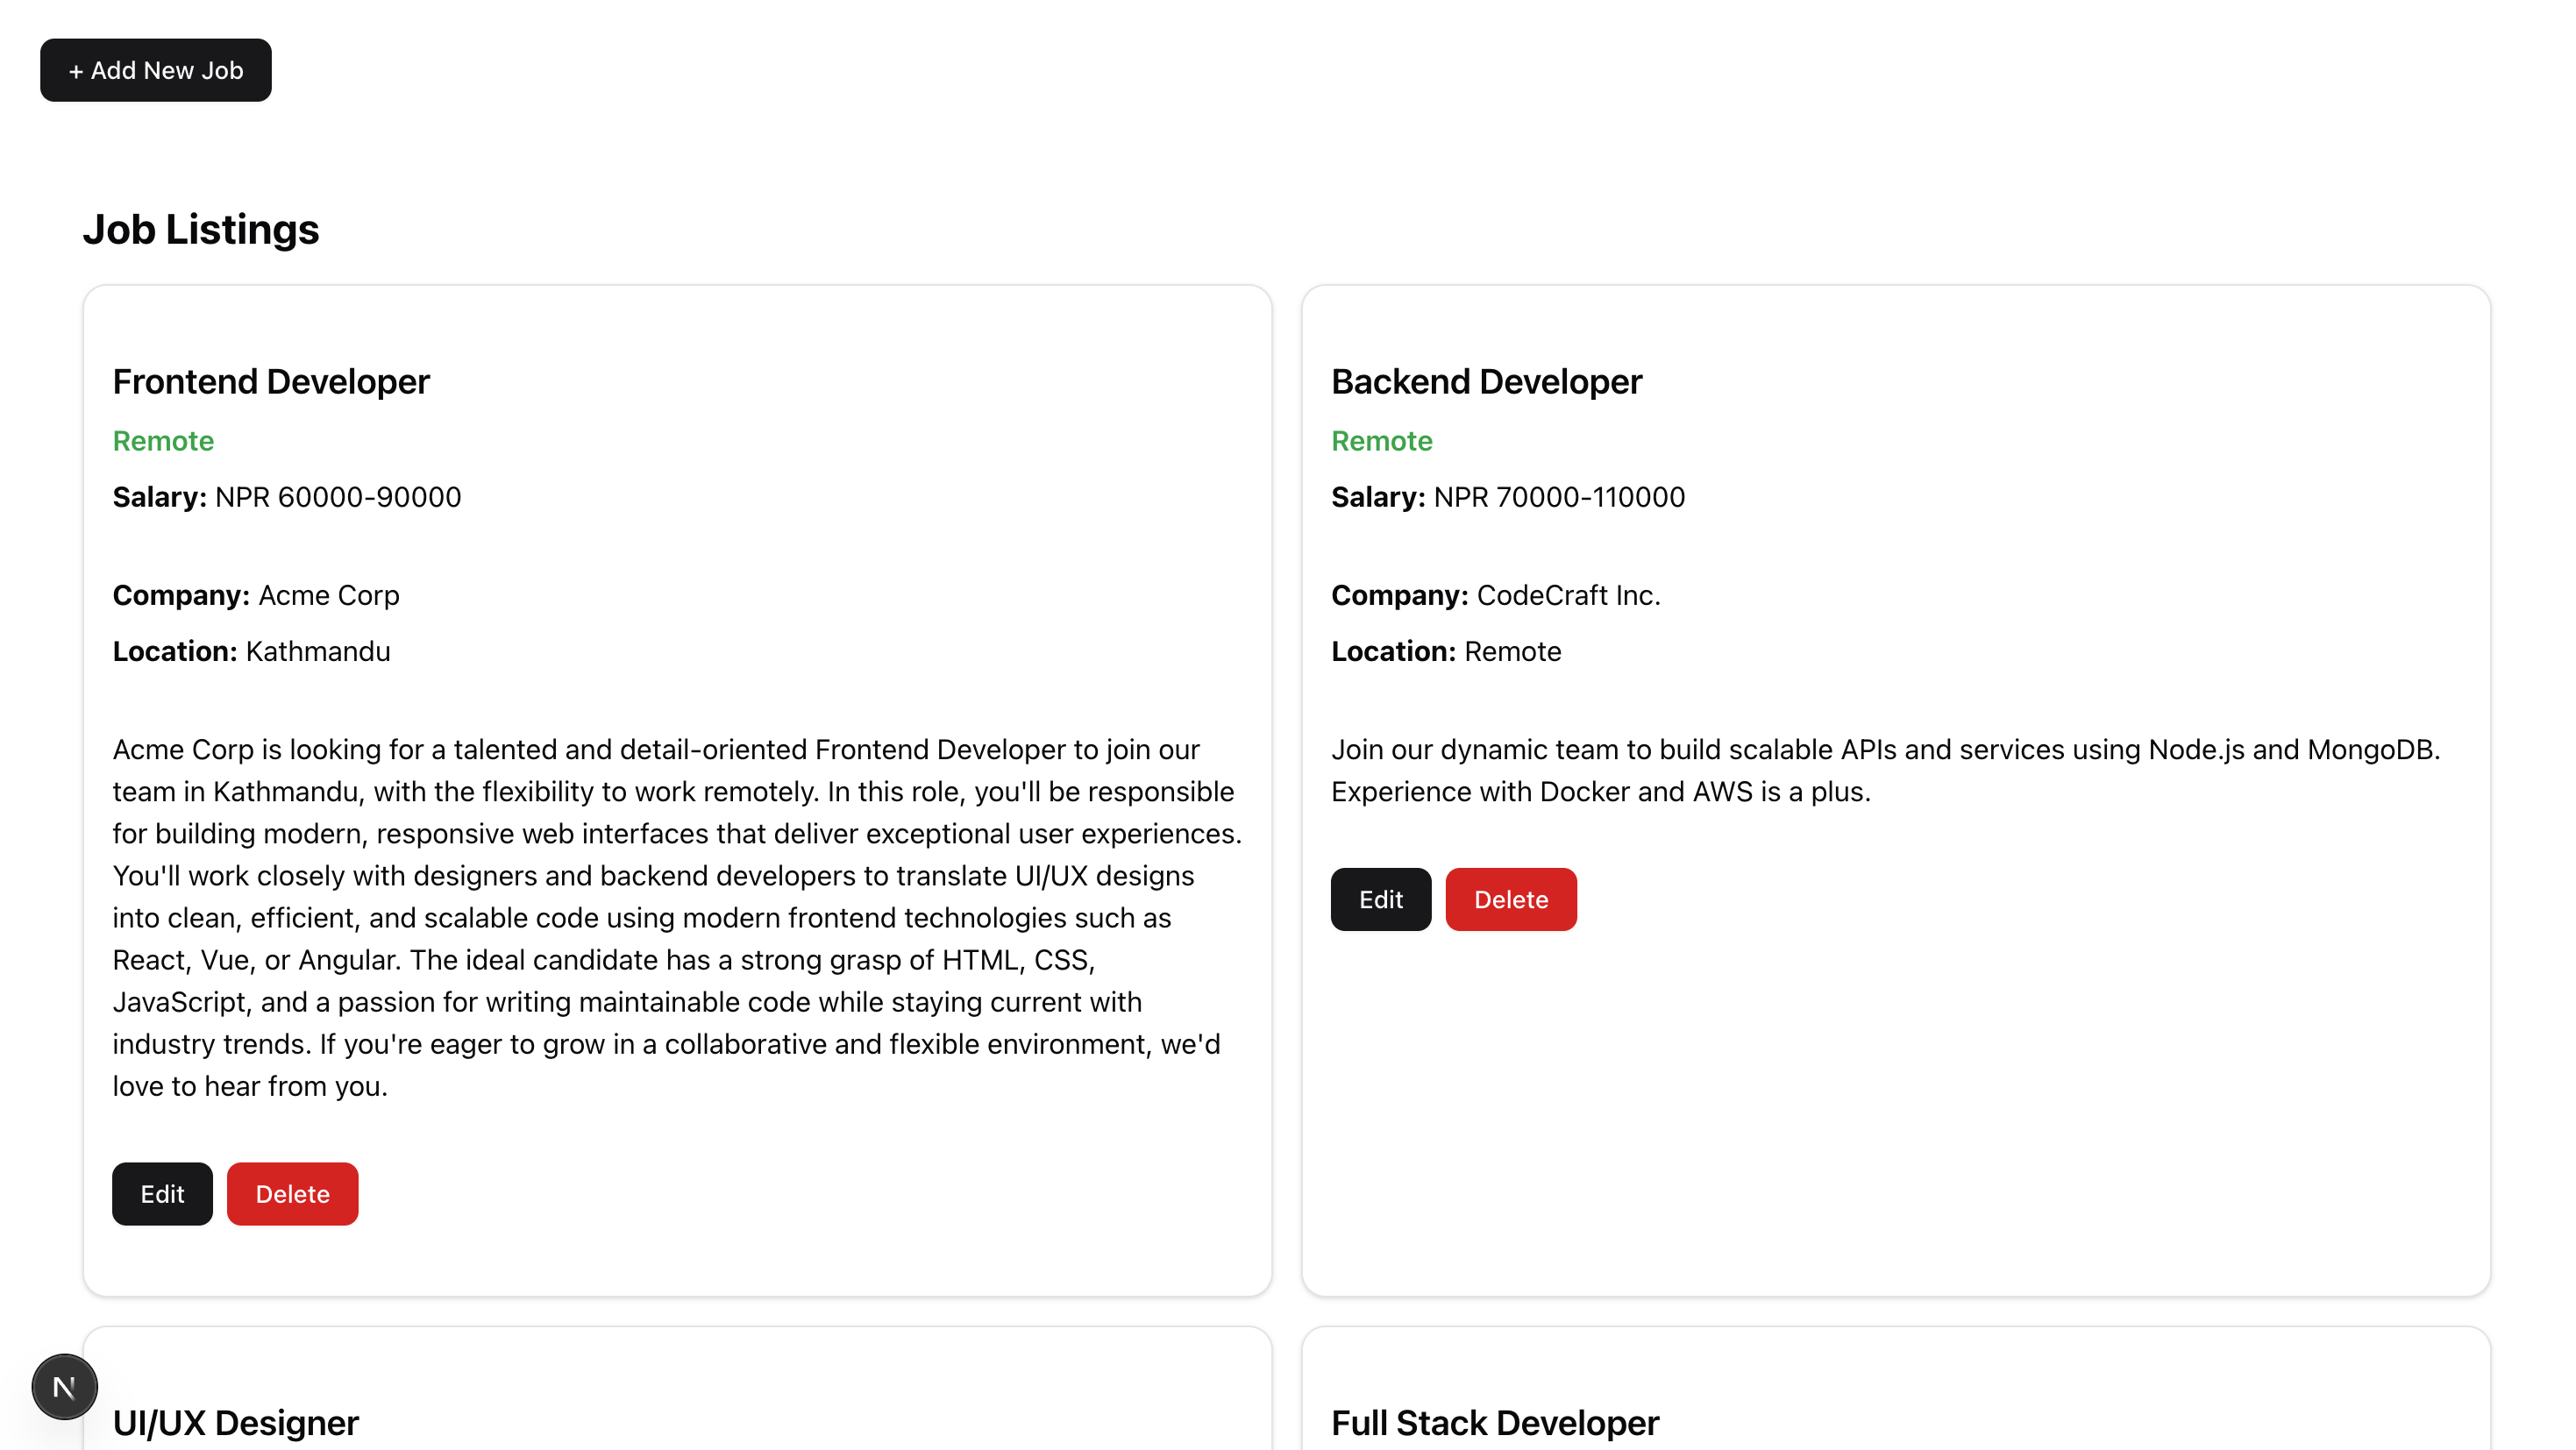 + Add New Job
Job Listings
Frontend Developer
Remote
Salary: NPR 60000-90000
Company: Acme Corp
Location: Kathmandu
Acme Corp is looking for a talented and detail-oriented Frontend Developer to join our
team in Kathmandu, with the flexibility to work remotely. In this role, you'll be responsible
for building modern, responsive web interfaces that deliver exceptional user experiences.
You'll work closely with designers and backend developers to translate UI/UX designs
into clean, efficient, and scalable code using modern frontend technologies such as
React, Vue, or Angular. The ideal candidate has a strong grasp of HTML, CSS,
JavaScript, and a passion for writing maintainable code while staying current with
industry trends. If you're eager to grow in a collaborative and flexible environment, we'd
love to hear from you.
Edit Delete
Backend Developer
Remote
Salary: NPR 70000-110000
Company: CodeCraft Inc.
Location: Remote
Join our dynamic team to build scalable APIs and services using Node.js and MongoDB.
Experience with Docker and AWS is a plus.
Edit Delete
N
UI/UX Designer
Full Stack Developer